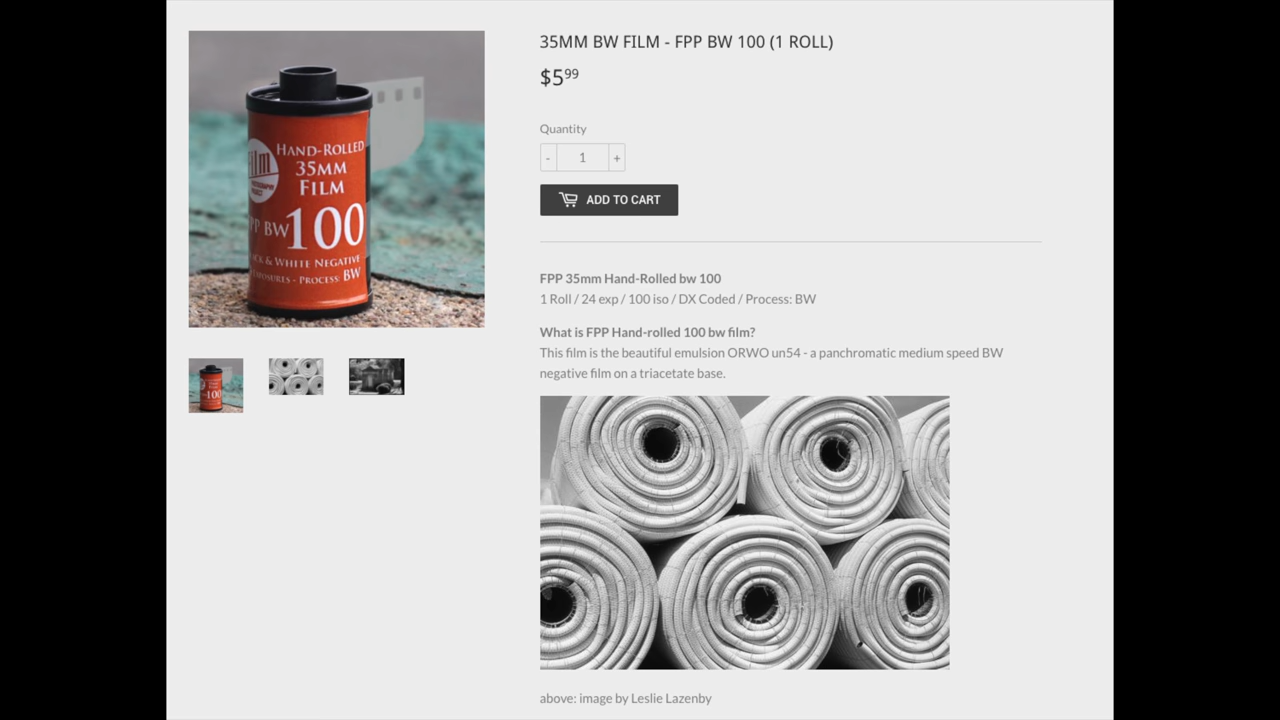 35MM BW FILM - FPP BW 100 (1 ROLL)
$599
Quantity
- 1 +
ADD TO CART
FPP 35mm Hand-Rolled bw 100
1 Roll / 24 exp / 100 iso / DX Coded / Process: BW
What is FPP Hand-rolled 100 bw film?
This film is the beautiful emulsion ORWO un54 - a panchromatic medium speed BW
negative film on a triacetate base.
above: image by Leslie Lazenby
film
HAND-ROLLED
35MM
FILM
BW 100
& WHITE NEGATIVE
- PROCESS: BW
100